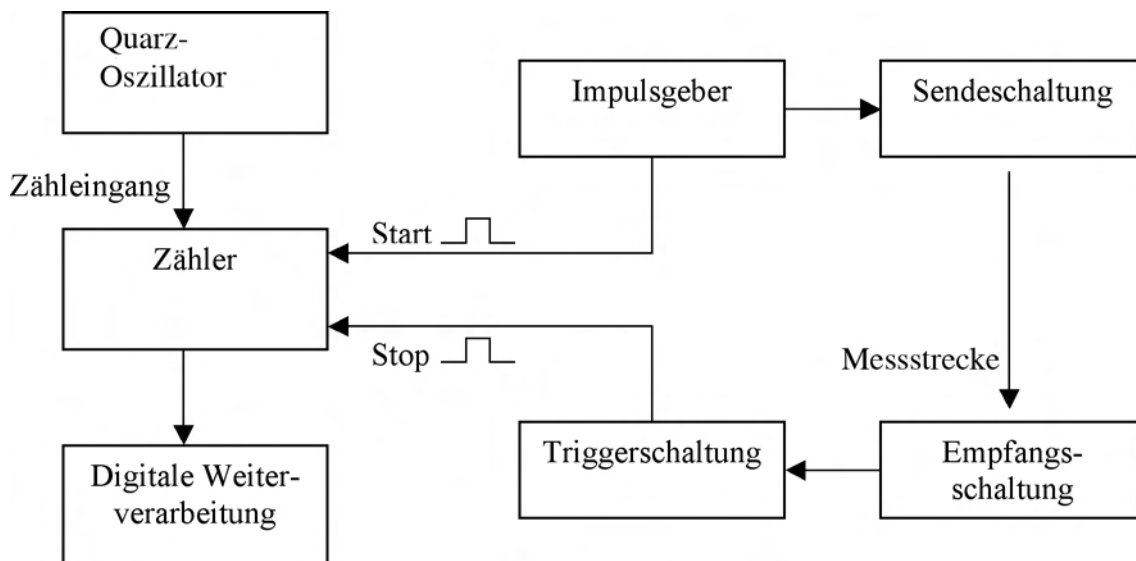 Quarz-
Oszillator
Impulsgeber
Sendeschaltung
Zähleingang
Start
Zähler
Stop
Messstrecke
Digitale Weiter-
verarbeitung
Triggerschaltung
Empfangs-
schaltung